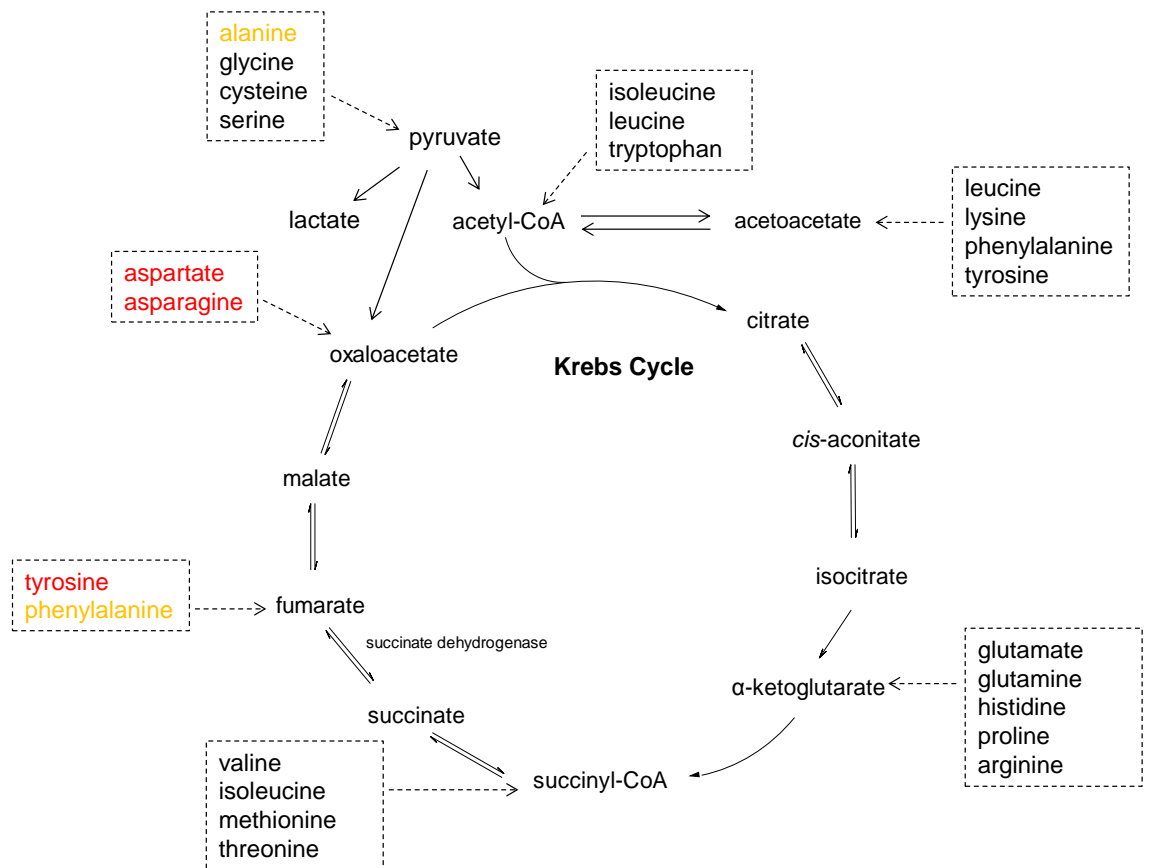 alanine
glycine
cysteine
serine
isoleucine
leucine
tryptophan
pyruvate
leucine
lysine
phenylalanine
tyrosine
lactate
acetyl-CoA
acetoacetate
aspartate
asparagine
citrate
oxaloacetate
Krebs Cycle
cis-aconitate
malate
isocitrate
tyrosine
phenylalanine
fumarate
succinate dehydrogenase
glutamate
glutamine
histidine
proline
arginine
α-ketoglutarate
succinate
valine
isoleucine
methionine
threonine
succinyl-CoA